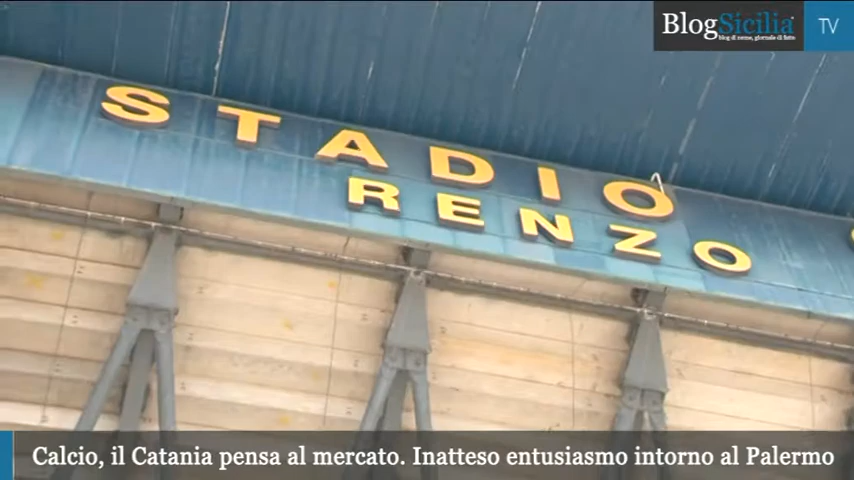 BlogSicilia TV
blog di nome, giornale di fatto
STADIO
RENZO
Calcio, il Catania pensa al mercato. Inatteso entusiasmo intorno al Palermo